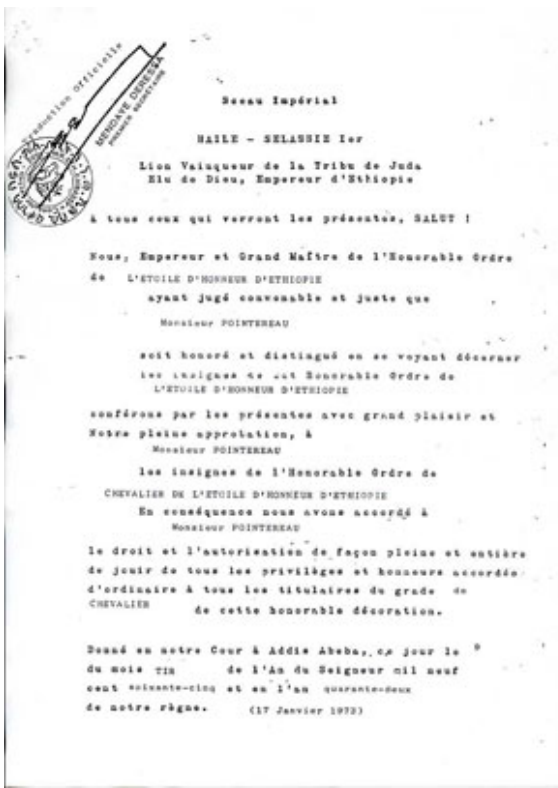 Traduction Officielle
MENDAYE DERESSA
PREMIER SECRETAIRE
Sceau Impérial
HAILE - SELASSIE Ier
Lion Vainqueur de la Tribu de Juda
Elu de Dieu, Empereur d'Ethiopie
A tous ceux qui verront les présentes, SALUT !
Nous, Empereur et Grand Maître de l'Honorable Ordre
de L'ETOILE D'HONNEUR D'ETHIOPIE
ayant jugé convenable et juste que
Monsieur POINTEREAU
soit honoré et distingué en se voyant décerner
les insignes de Honorable Ordre de
L'ETOILE D'HONNEUR D'ETHIOPIE
conférons par les présentes avec grand plaisir et
Notre pleine approbation, à
Monsieur POINTEREAU
les insignes de l'Honorable Ordre de
CHEVALIER DE L'ETOILE D'HONNEUR D'ETHIOPIE
En conséquence nous avons accordé à
Monsieur POINTEREAU
le droit et l'autorisation de façon pleine et entière
de jouir de tous les privilèges et honneurs accordés
d'ordinaire à tous les titulaires du grade de
CHEVALIER de cette honorable décoration.
Donné en notre Cour à Addis Abeba, ce jour le 9
du mois TIR de l'An du Seigneur mil neuf
cent soixante-cinq et en l'an quarante-deux
de notre règne. (17 Janvier 1973)